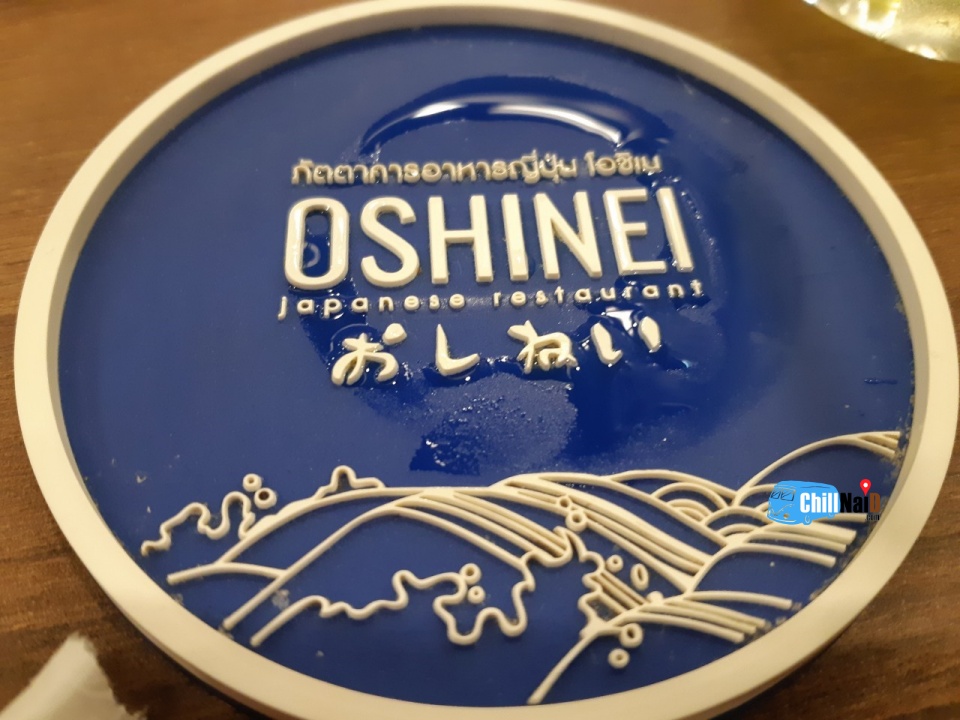 ภัตตาคารอาหารญี่ปุ่น โอชิเน
OSHINEI
japanese restaurant
おしねい
ChillNaiD
.com